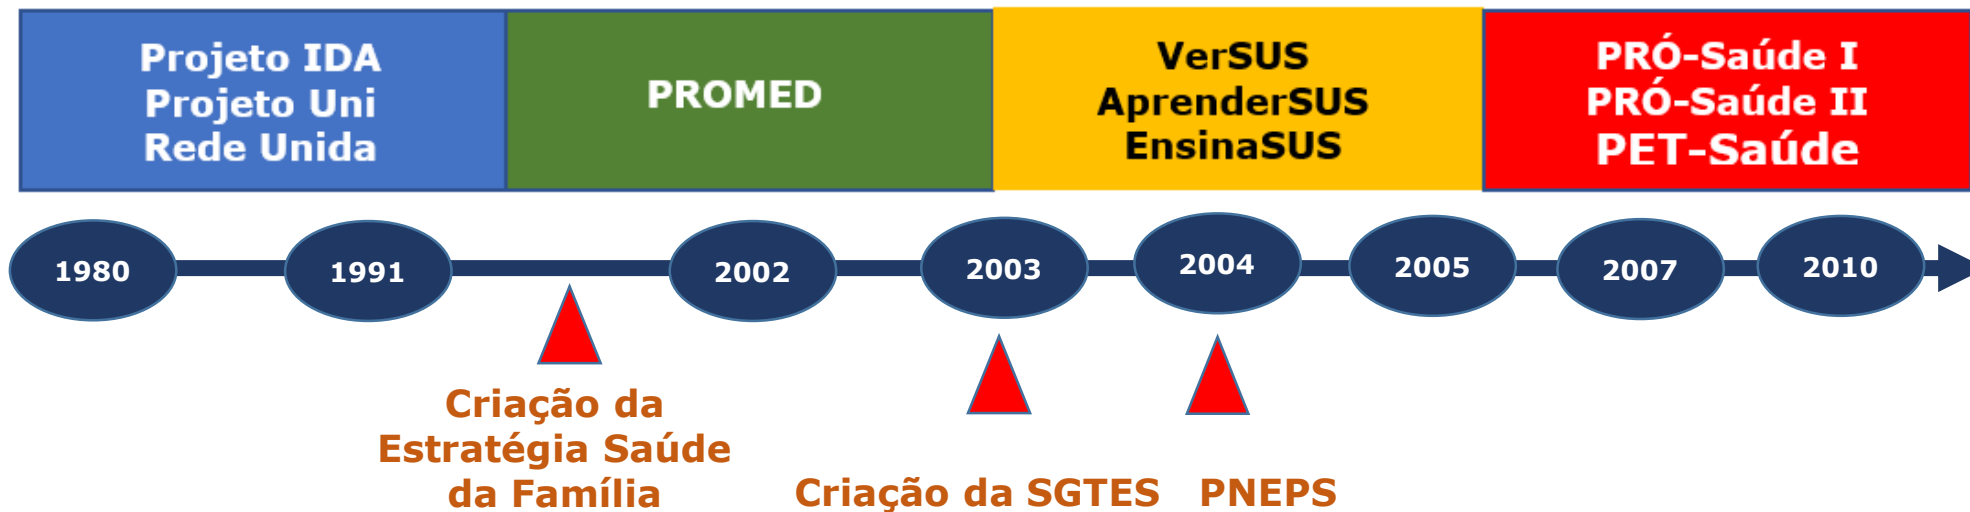 Projeto IDA
Projeto Uni
Rede Unida
PROMED
VerSUS
AprenderSUS
EnsinaSUS
PRÓ-Saúde I
PRÓ-Saúde II
PET-Saúde
1980
1991
2002
2003
2004
2005
2007
2010
Criação da
Estratégia Saúde
da Família
Criação da SGTES
PNEPS